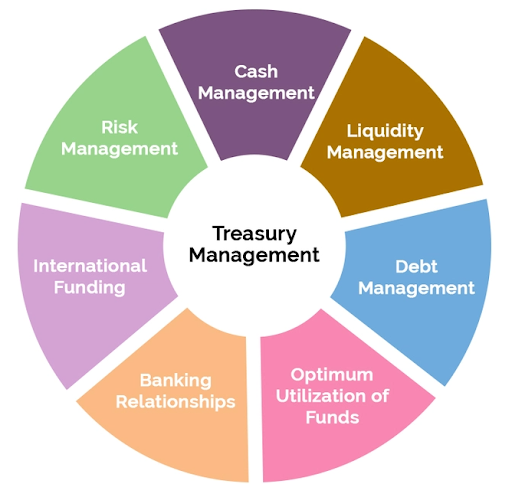 Cash
Management
Liquidity
Management
Debt
Management
Optimum
Utilization of
Funds
Banking
Relationships
International
Funding
Risk
Management
Treasury
Management